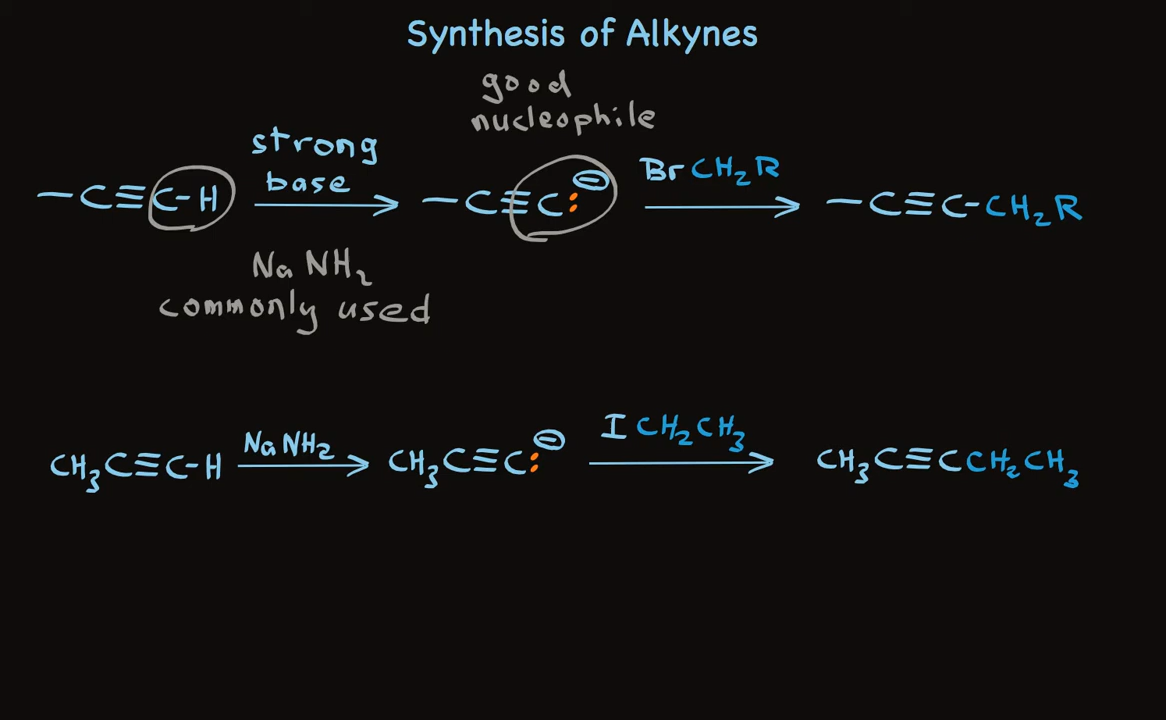 Synthesis of Alkynes
good
nucleophile
strong
base
—C≡C-H
—C≡C:⊖
BrCH₂R
—C≡C-CH₂R
NaNH₂
commonly used
CH₃C≡C-H
NaNH₂
CH₃C≡C:⊖
ICH₂CH₃
CH₃C≡CCH₂CH₃